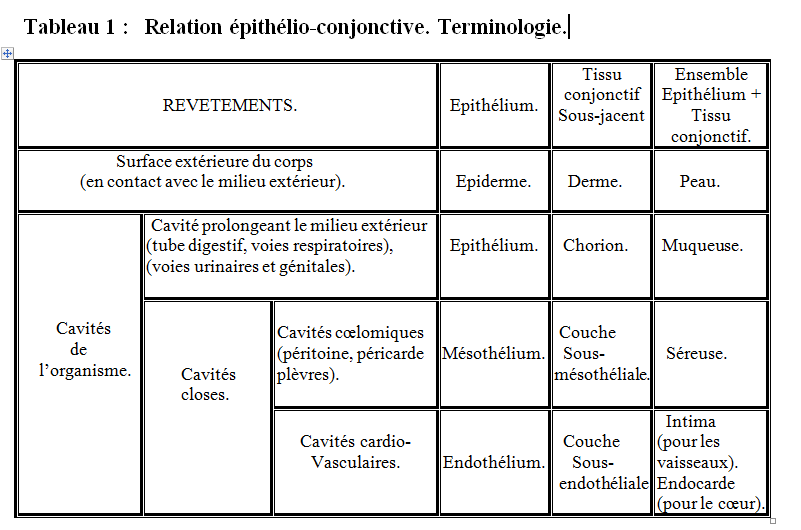 Tableau 1 : Relation épithélio-conjonctive. Terminologie.
REVETEMENTS.
Epithélium.
Tissu
conjonctif
Sous-jacent
Ensemble
Epithélium +
Tissu
conjonctif.
Surface extérieure du corps
(en contact avec le milieu extérieur).
Epiderme.
Derme.
Peau.
Cavités
de
l’organisme.
Cavité prolongeant le milieu extérieur
(tube digestif, voies respiratoires),
(voies urinaires et génitales).
Epithélium.
Chorion.
Muqueuse.
Cavités
closes.
Cavités cœlomiques
(péritoine, péricarde
plèvres).
Mésothélium.
Couche
Sous-
mésothéliale.
Séreuse.
Cavités cardio-
Vasculaires.
Endothélium.
Couche
Sous-
endothéliale
Intima
(pour les
vaisseaux).
Endocarde
(pour le cœur).